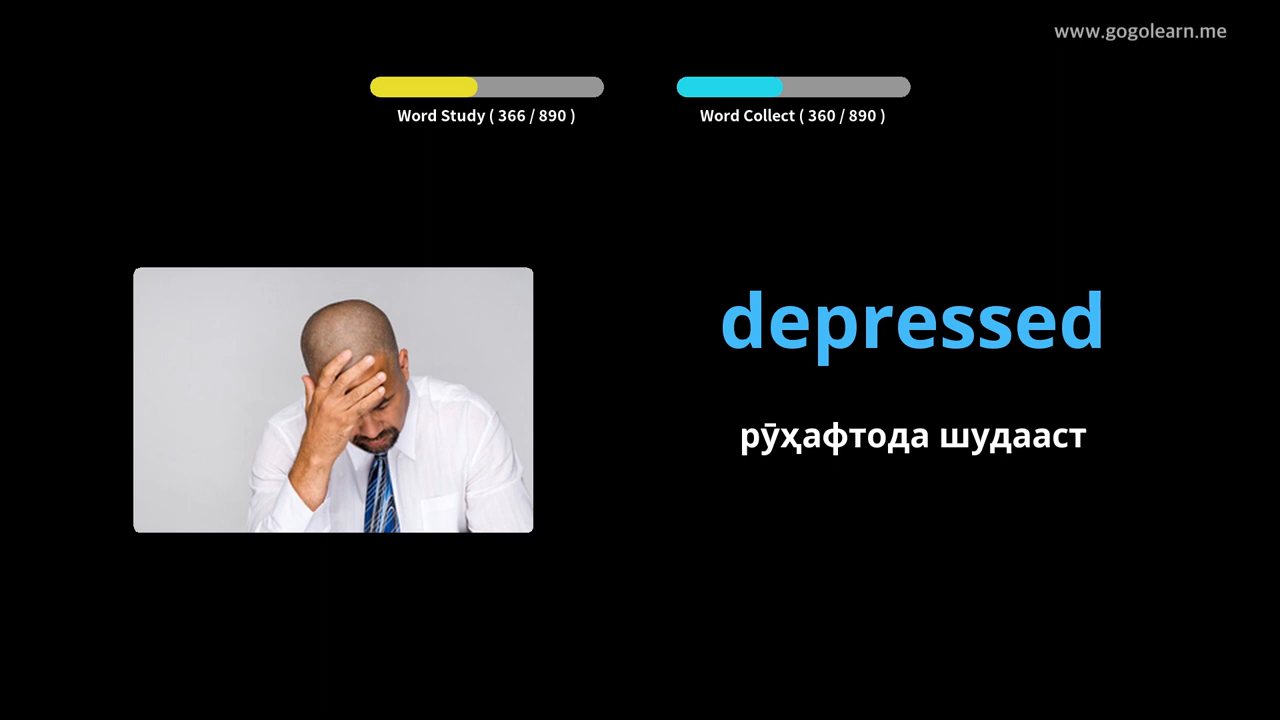 www.gogolearn.me
Word Study ( 366 / 890 )
Word Collect ( 360 / 890 )
depressed
рӯҳафтода шудааст